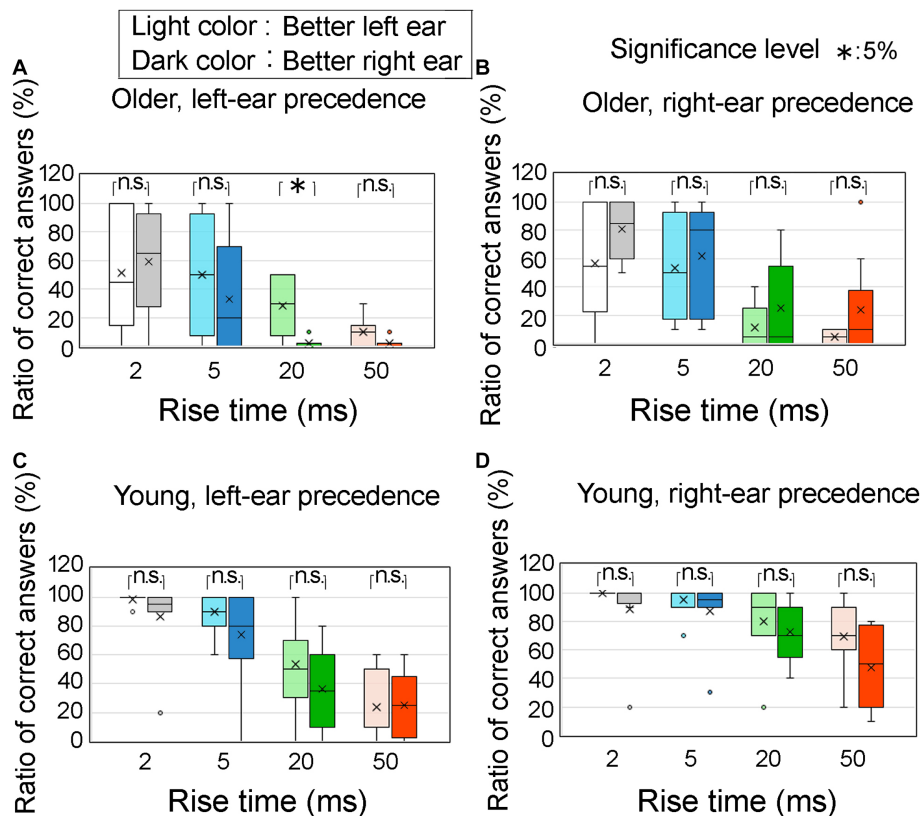 Light color : Better left ear
Dark color : Better right ear
Significance level *:5%
A
Older, left-ear precedence
Ratio of correct answers (%)
120
100
80
60
40
20
0
n.s.
n.s.
*
n.s.
2
5
20
50
Rise time (ms)
B
Older, right-ear precedence
Ratio of correct answers (%)
120
100
80
60
40
20
0
n.s.
n.s.
n.s.
n.s.
2
5
20
50
Rise time (ms)
C
Young, left-ear precedence
Ratio of correct answers (%)
120
100
80
60
40
20
0
n.s.
n.s.
n.s.
n.s.
2
5
20
50
Rise time (ms)
D
Young, right-ear precedence
Ratio of correct answers (%)
120
100
80
60
40
20
0
n.s.
n.s.
n.s.
n.s.
2
5
20
50
Rise time (ms)